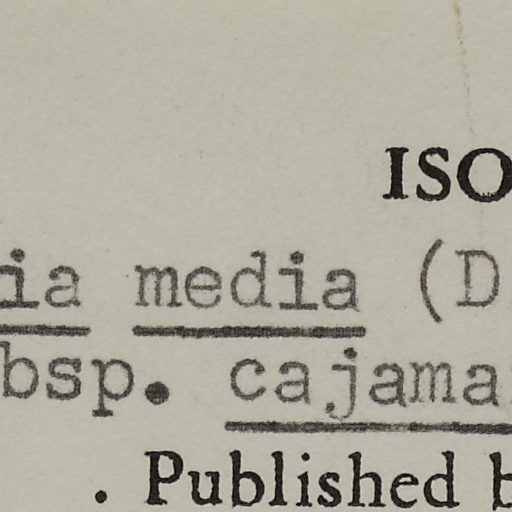 ISO
ia media (D
bsp. cajama
. Published b